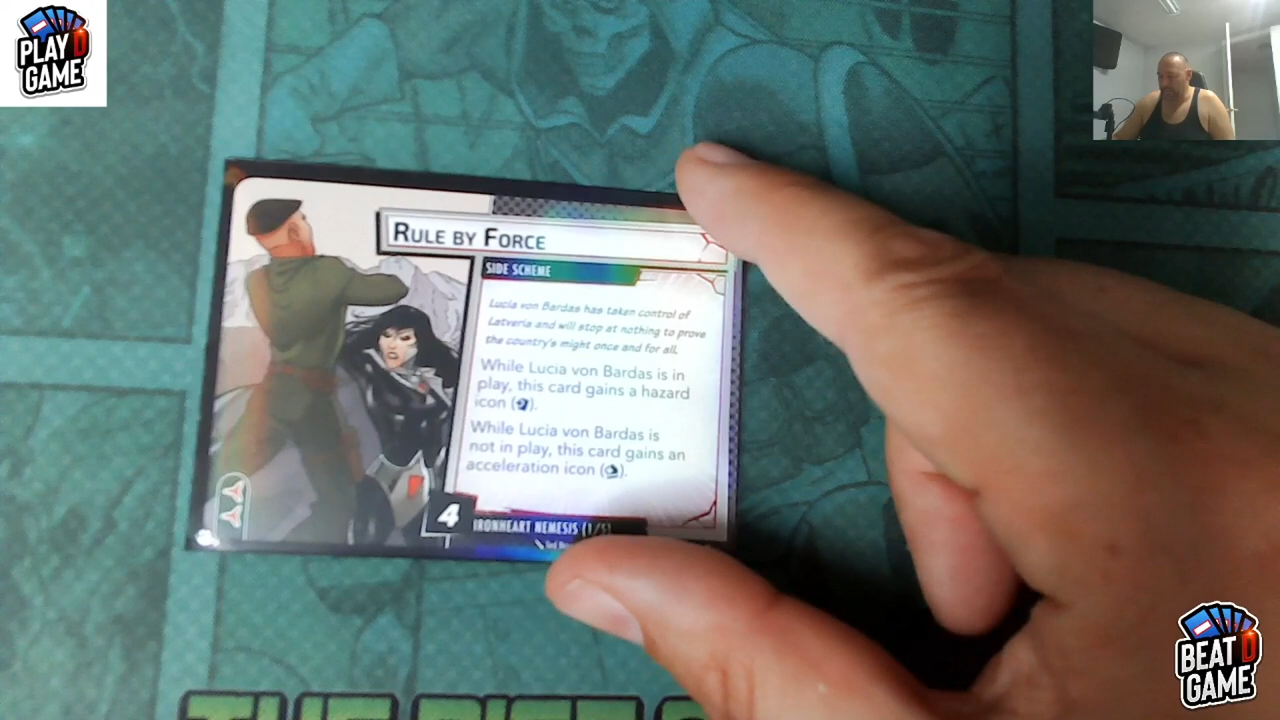 PLAY D
GAME
RULE BY FORCE
SIDE SCHEME
Lucia von Bardas has taken control of
Latveria and will stop at nothing to prove
the country's might once and for all.
While Lucia von Bardas is in
play, this card gains a hazard
icon ( ).
While Lucia von Bardas is
not in play, this card gains an
acceleration icon ( ).
4
IRONHEART NEMESIS (1/5)
BEAT D
GAME